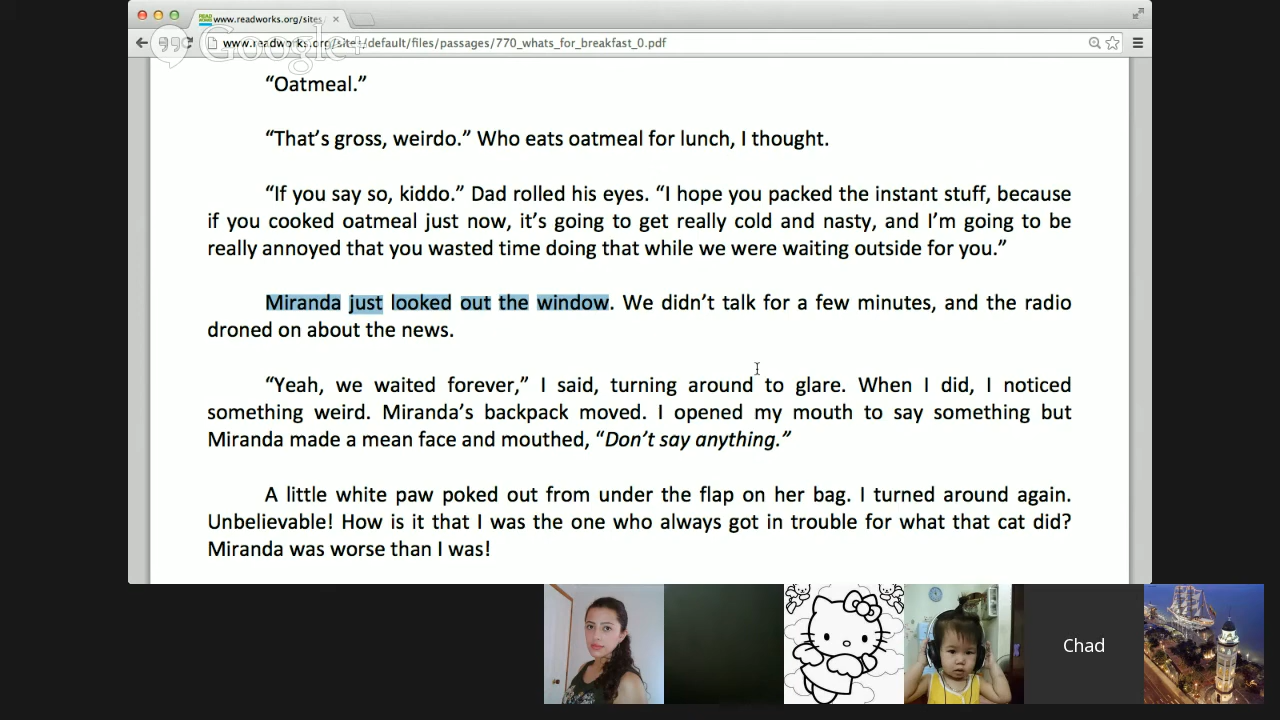 www.readworks.org/sites
www.readworks.org/sites/default/files/passages/770_whats_for_breakfast_0.pdf
Google+
“Oatmeal.”
“That’s gross, weirdo.” Who eats oatmeal for lunch, I thought.
“If you say so, kiddo.” Dad rolled his eyes. “I hope you packed the instant stuff, because
if you cooked oatmeal just now, it’s going to get really cold and nasty, and I’m going to be
really annoyed that you wasted time doing that while we were waiting outside for you.”
Miranda just looked out the window. We didn’t talk for a few minutes, and the radio
droned on about the news.
“Yeah, we waited forever,” I said, turning around to glare. When I did, I noticed
something weird. Miranda’s backpack moved. I opened my mouth to say something but
Miranda made a mean face and mouthed, “Don’t say anything.”
A little white paw poked out from under the flap on her bag. I turned around again.
Unbelievable! How is it that I was the one who always got in trouble for what that cat did?
Miranda was worse than I was!
Chad